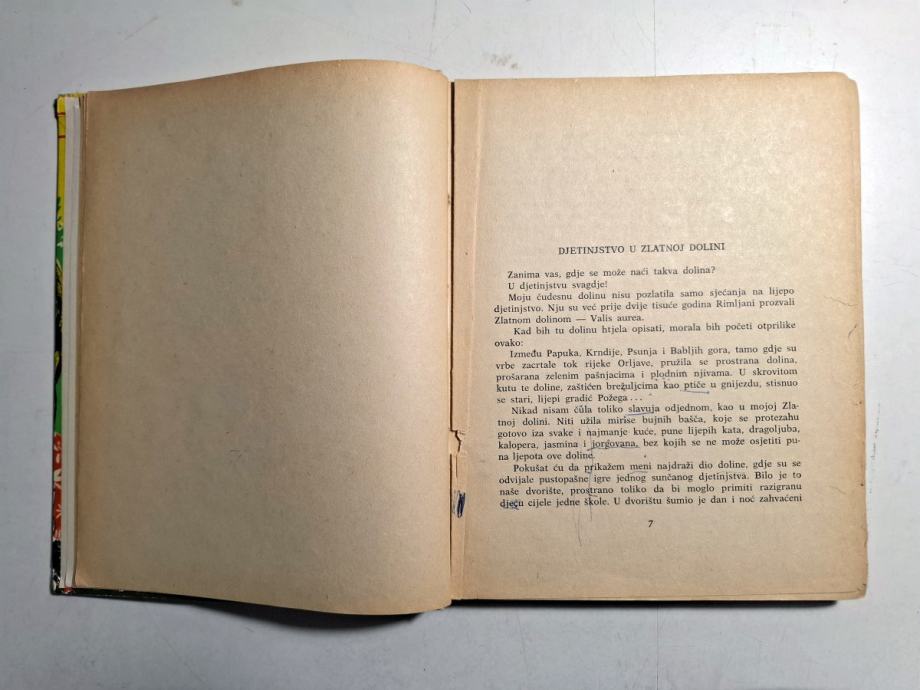 DJETINJSTVO U ZLATNOJ DOLINI
Zanima vas, gdje se može naći takva dolina?
U djetinjstvu svagdje!
Moju čudesnu dolinu nisu pozlatila samo sjećanja na lijepo
djetinjstvo. Nju su već prije dvije tisuće godina Rimljani prozvali
Zlatnom dolinom — Valis aurea.
Kad bih tu dolinu htjela opisati, morala bih početi otprilike
ovako:
Između Papuka, Krndije, Psunja i Babljih gora, tamo gdje su
vrbe zacrtale tok rijeke Orljave, pružila se prostrana dolina,
prošarana zelenim pašnjacima i plodnim njivama. U skrovitom
kutu te doline, zaštićen brežuljcima kao ptiče u gnijezdu, stisnuo
se stari, lijepi gradić Požega...
Nikad nisam čula toliko slavuja odjednom, kao u mojoj Zla-
tnoj dolini. Niti užila mirise bujnih bašča, koje se protezahu
gotovo iza svake i najmanje kuće, pune lijepih kata, dragoljuba,
kalopera, jasmina i jorgovana, bez kojih se ne može osjetiti pu-
na ljepota ove doline.
Pokušat ću da prikažem meni najdraži dio doline, gdje su se
odvijale pustopašne igre jednog sunčanog djetinjstva. Bilo je to
naše dvorište, prostrano toliko da bi moglo primiti razigranu
djecu cijele jedne škole. U dvorištu šumio je dan i noć zahvaćeni
7